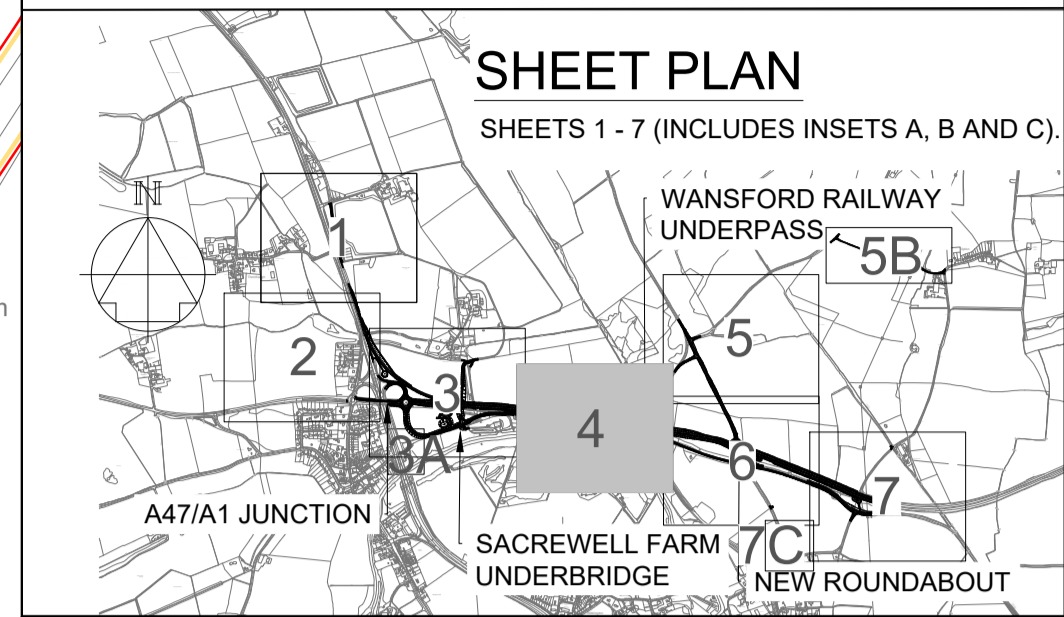 SHEET PLAN
SHEETS 1 - 7 (INCLUDES INSETS A, B AND C).
WANSFORD RAILWAY
UNDERPASS
N
1
5B
2
5
3
4
3A
6
7
A47/A1 JUNCTION
SACREWELL FARM
UNDERBRIDGE
7C
NEW ROUNDABOUT